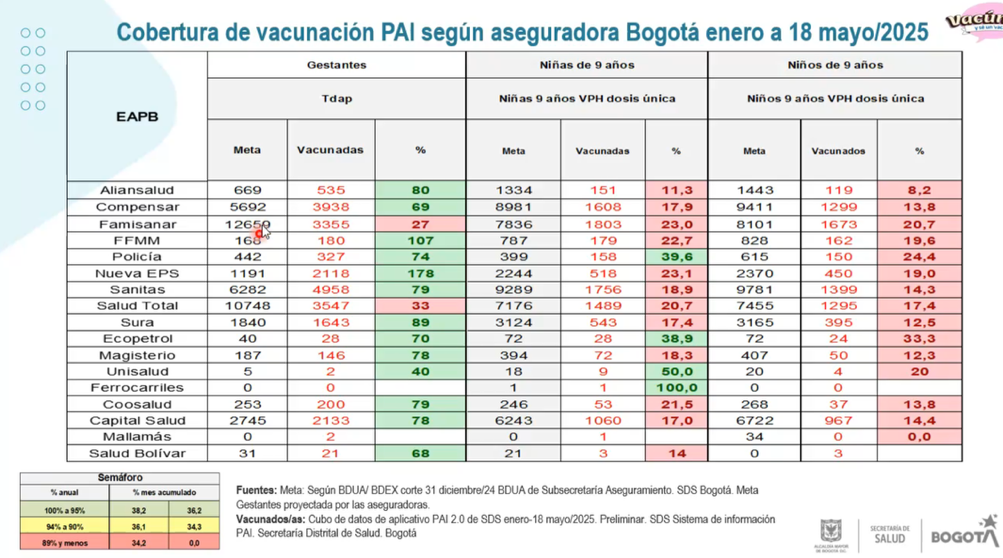 Vacún
Cobertura de vacunación PAI según aseguradora Bogotá enero a 18 mayo/2025
EAPB Gestantes Niñas de 9 años Niños de 9 años
Tdap Niñas 9 años VPH dosis única Niños 9 años VPH dosis única
Meta Vacunadas % Meta Vacunadas % Meta Vacunados %
Aliansalud 669 535 80 1334 151 11,3 1443 119 8,2
Compensar 5692 3938 69 8981 1608 17,9 9411 1299 13,8
Famisanar 12659 3355 27 7836 1803 23,0 8101 1673 20,7
FFMM 168 180 107 787 179 22,7 828 162 19,6
Policía 442 327 74 399 158 39,6 615 150 24,4
Nueva EPS 1191 2118 178 2244 518 23,1 2370 450 19,0
Sanitas 6282 4958 79 9289 1756 18,9 9781 1399 14,3
Salud Total 10748 3547 33 7176 1489 20,7 7455 1295 17,4
Sura 1840 1643 89 3124 543 17,4 3165 395 12,5
Ecopetrol 40 28 70 72 28 38,9 72 24 33,3
Magisterio 187 146 78 394 72 18,3 407 50 12,3
Unisalud 5 2 40 18 9 50,0 20 4 20
Ferrocarriles 0 0 1 1 100,0 0 0
Coosalud 253 200 79 246 53 21,5 268 37 13,8
Capital Salud 2745 2133 78 6243 1060 17,0 6722 967 14,4
Mallamás 0 2 0 1 34 0 0,0
Salud Bolívar 31 21 68 21 3 14 0 3
Semáforo
% anual % mes acumulado
100% a 95% 38,2 36,2
94% a 90% 36,1 34,3
89% y menos 34,2 0,0
Fuentes: Meta: Según BDUA/ BDEX corte 31 diciembre/24 BDUA de Subsecretaría Aseguramiento. SDS Bogotá. Meta
Gestantes proyectada por las aseguradoras.
Vacunados/as: Cubo de datos de aplicativo PAI 2.0 de SDS enero-18 mayo/2025. Preliminar. SDS Sistema de información
PAI. Secretaría Distrital de Salud. Bogotá
ALCALDÍA MAYOR
DE BOGOTÁ D.C.
SECRETARÍA DE
SALUD
BOGOTÁ